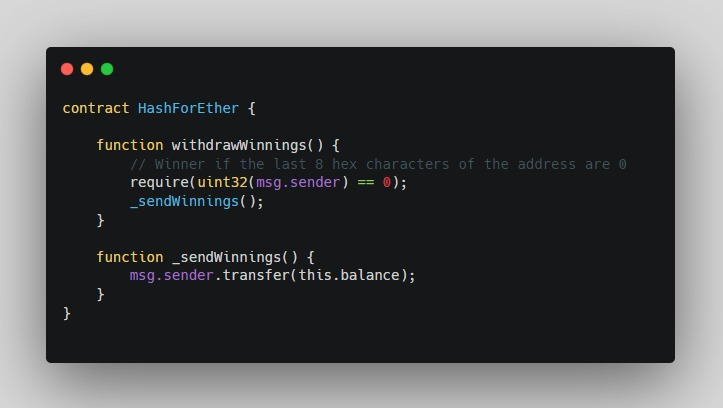 contract HashForEther {
function withdrawWinnings() {
// Winner if the last 8 hex characters of the address are 0
require(uint32(msg.sender) == 0);
_sendWinnings();
}
function _sendWinnings() {
msg.sender.transfer(this.balance);
}
}